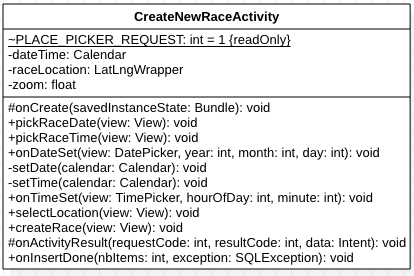 CreateNewRaceActivity
~PLACE_PICKER_REQUEST: int = 1 {readOnly}
-dateTime: Calendar
-raceLocation: LatLngWrapper
-zoom: float
#onCreate(savedInstanceState: Bundle): void
+pickRaceDate(view: View): void
+pickRaceTime(view: View): void
+onDateSet(view: DatePicker, year: int, month: int, day: int): void
-setDate(calendar: Calendar): void
-setTime(calendar: Calendar): void
+onTimeSet(view: TimePicker, hourOfDay: int, minute: int): void
+selectLocation(view: View): void
+createRace(view: View): void
#onActivityResult(requestCode: int, resultCode: int, data: Intent): void
+onInsertDone(nbItems: int, exception: SQLException): void